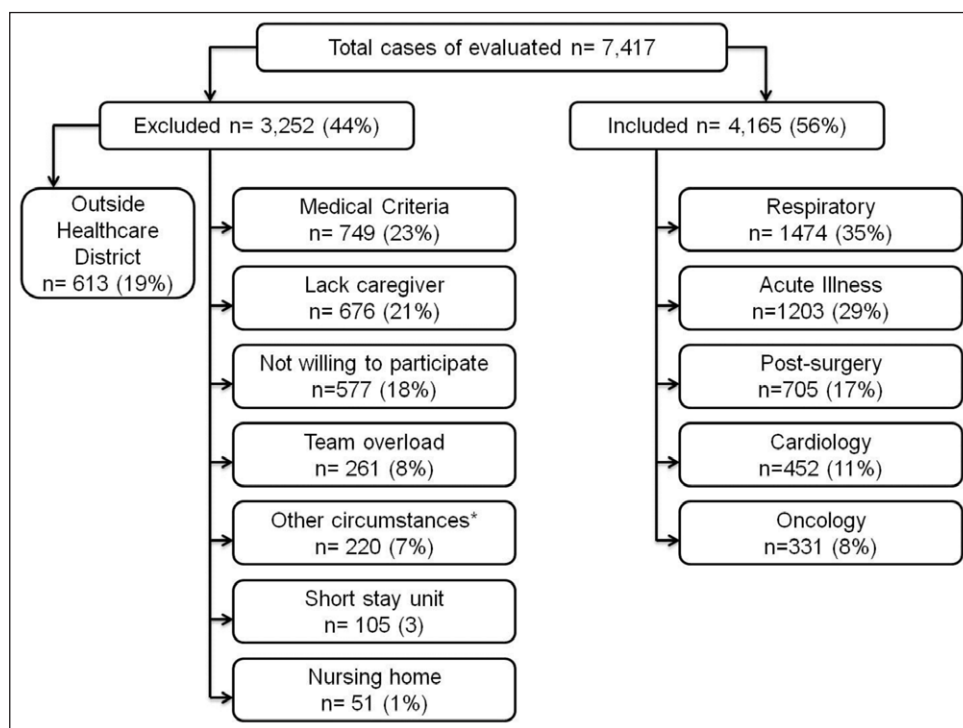 Total cases of evaluated n= 7,417
Excluded n= 3,252 (44%)
Included n= 4,165 (56%)
Outside
Healthcare
District
n= 613 (19%)
Medical Criteria
n= 749 (23%)
Lack caregiver
n= 676 (21%)
Not willing to participate
n=577 (18%)
Team overload
n= 261 (8%)
Other circumstances*
n= 220 (7%)
Short stay unit
n= 105 (3)
Nursing home
n= 51 (1%)
Respiratory
n= 1474 (35%)
Acute Illness
n=1203 (29%)
Post-surgery
n=705 (17%)
Cardiology
n=452 (11%)
Oncology
n=331 (8%)